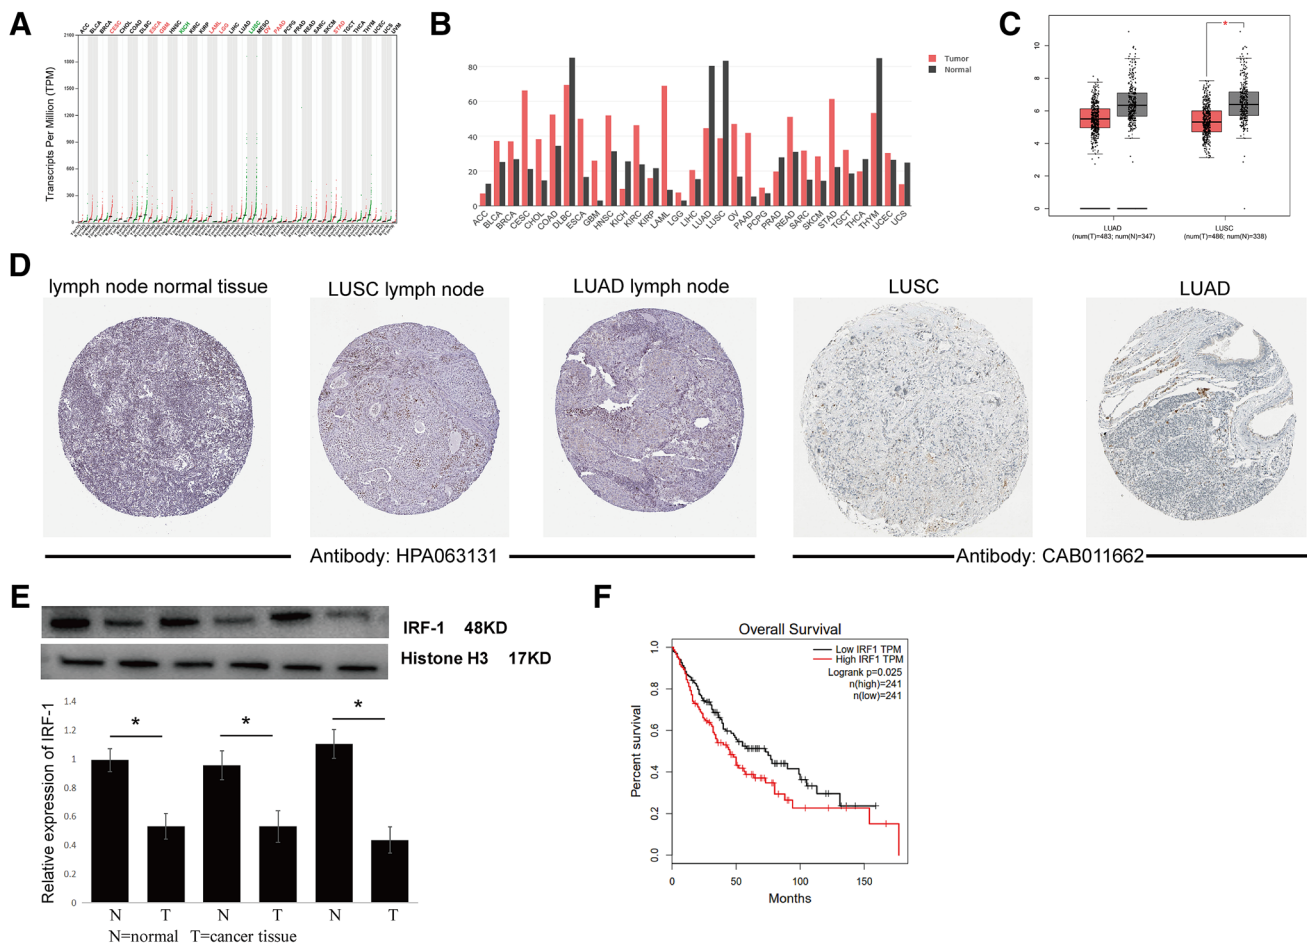 A
ACC BLCA BRCA CESC CHOL COAD DLBC ESCA GBM HNSC KICH KIRC KIRP LAML LGG LIHC LUAD LUSC MESO OV PAAD PCPG PRAD READ SARC SKCM STAD TGCT THCA THYM UCEC UCS UVM
Transcripts Per Million (TPM)
2100
1800
1500
1200
900
600
300
0
B
Tumor
Normal
80
60
40
20
0
ACC BLCA BRCA CESC CHOL COAD DLBC ESCA GBM HNSC KICH KIRC KIRP LAML LGG LIHC LUAD LUSC OV PAAD PCPG PRAD READ SARC SKCM STAD TGCT THCA THYM UCEC UCS
C
*
10
8
6
4
2
0
LUAD
(num(T)=483; num(N)=347)
LUSC
(num(T)=486; num(N)=338)
D
lymph node normal tissue
LUSC lymph node
LUAD lymph node
LUSC
LUAD
Antibody: HPA063131
Antibody: CAB011662
E
IRF-1 48KD
Histone H3 17KD
Relative expression of IRF-1
1.4
1.2
1
0.8
0.6
0.4
0.2
0
* * *
N T N T N T
N=normal T=cancer tissue
F
Overall Survival
Low IRF1 TPM
High IRF1 TPM
Logrank p=0.025
n(high)=241
n(low)=241
Percent survival
1.0
0.8
0.6
0.4
0.2
0.0
0 50 100 150
Months